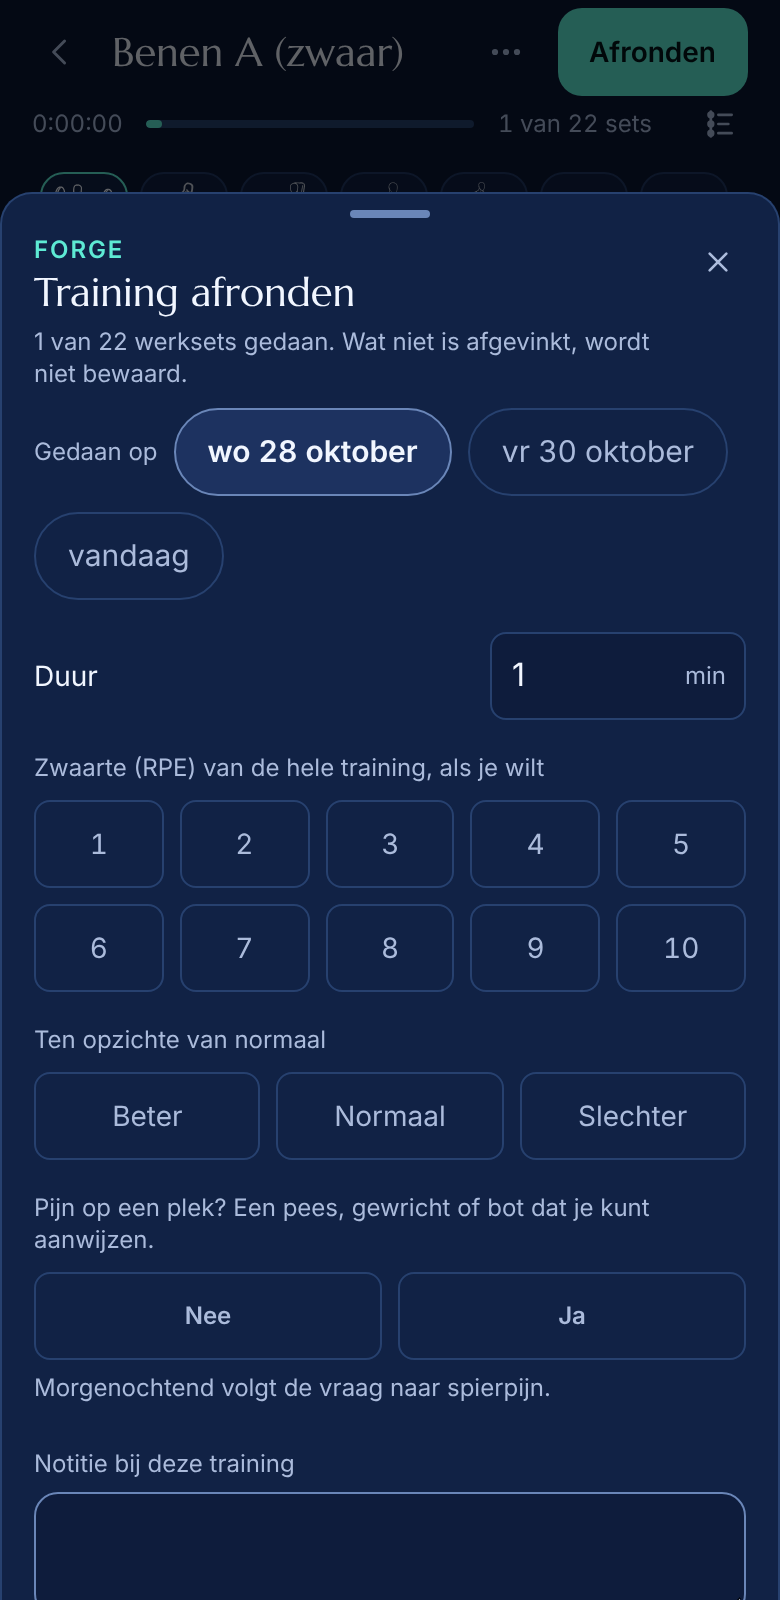 Benen A (zwaar)
Afronden
0:00:00
1 van 22 sets
FORGE
Training afronden
1 van 22 werksets gedaan. Wat niet is afgevinkt, wordt
niet bewaard.
Gedaan op
wo 28 oktober
vr 30 oktober
vandaag
Duur
1 min
Zwaarte (RPE) van de hele training, als je wilt
1 2 3 4 5
6 7 8 9 10
Ten opzichte van normaal
Beter Normaal Slechter
Pijn op een plek? Een pees, gewricht of bot dat je kunt
aanwijzen.
Nee Ja
Morgenochtend volgt de vraag naar spierpijn.
Notitie bij deze training